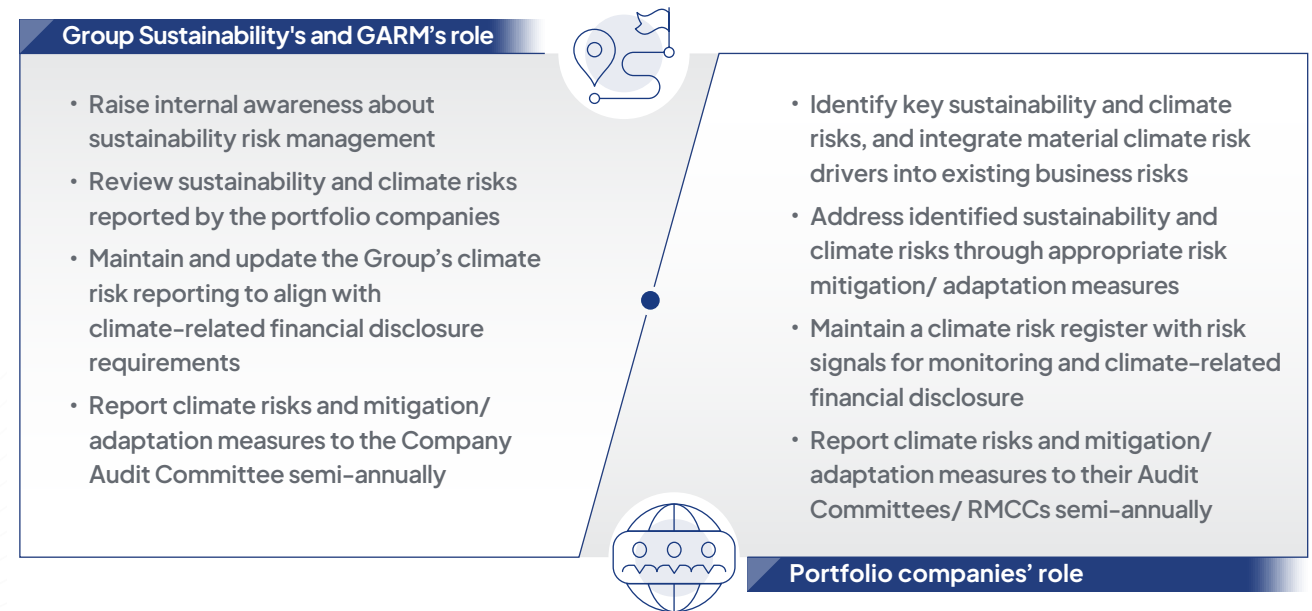 Group Sustainability's and GARM’s role
• Raise internal awareness about
sustainability risk management
• Review sustainability and climate risks
reported by the portfolio companies
• Maintain and update the Group’s climate
risk reporting to align with
climate-related financial disclosure
requirements
• Report climate risks and mitigation/
adaptation measures to the Company
Audit Committee semi-annually
• Identify key sustainability and climate
risks, and integrate material climate risk
drivers into existing business risks
• Address identified sustainability and
climate risks through appropriate risk
mitigation/ adaptation measures
• Maintain a climate risk register with risk
signals for monitoring and climate-related
financial disclosure
• Report climate risks and mitigation/
adaptation measures to their Audit
Committees/ RMCCs semi-annually
Portfolio companies’ role